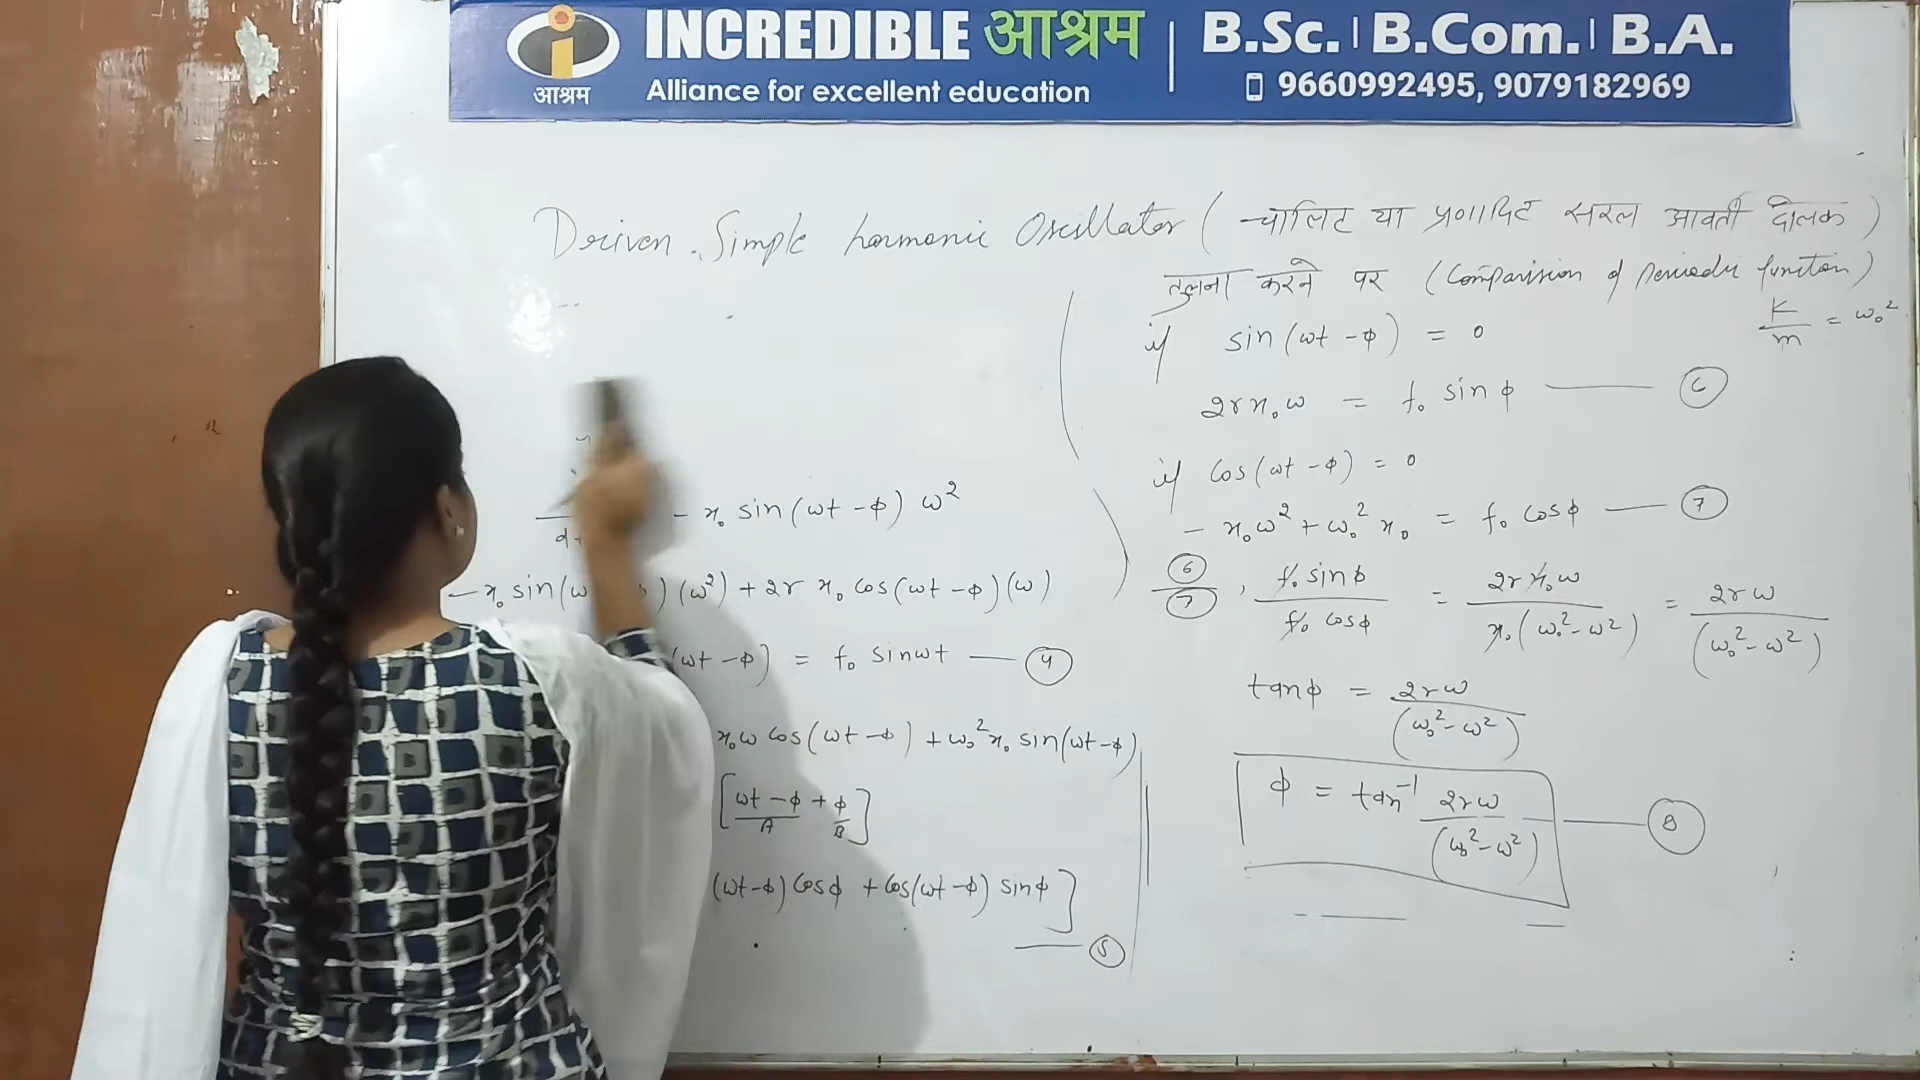 INCREDIBLE आश्रम
Alliance for excellent education
आश्रम
B.Sc. | B.Com. | B.A.
9660992495, 9079182969
Driven Simple harmonic Oscillator ( चालित या प्रणादित सरल आवर्ती दोलक )
- x₀ sin(ωt - φ) ω²
- x₀ sin(ω ) (ω²) + 2r x₀ cos(ωt - φ) (ω)
(ωt - φ) = f₀ sinωt — 4
x₀ω cos(ωt - φ) + ω₀² x₀ sin(ωt - φ)
[ωt - φ + φ]
A B
(ωt - φ) cosφ + cos(ωt - φ) sinφ ]
— 5
तुलना करने पर (Comparision of periodic function)
K/m = ω₀²
if sin(ωt - φ) = 0
2rx₀ω = f₀ sinφ — 6
if cos(ωt - φ) = 0
- x₀ω² + ω₀² x₀ = f₀ cosφ — 7
6/7, f₀ sinφ / f₀ cosφ = 2r x₀ω / x₀(ω₀² - ω²) = 2rω / (ω₀² - ω²)
tanφ = 2rω / (ω₀² - ω²)
φ = tan⁻¹ 2rω / (ω₀² - ω²) — 8